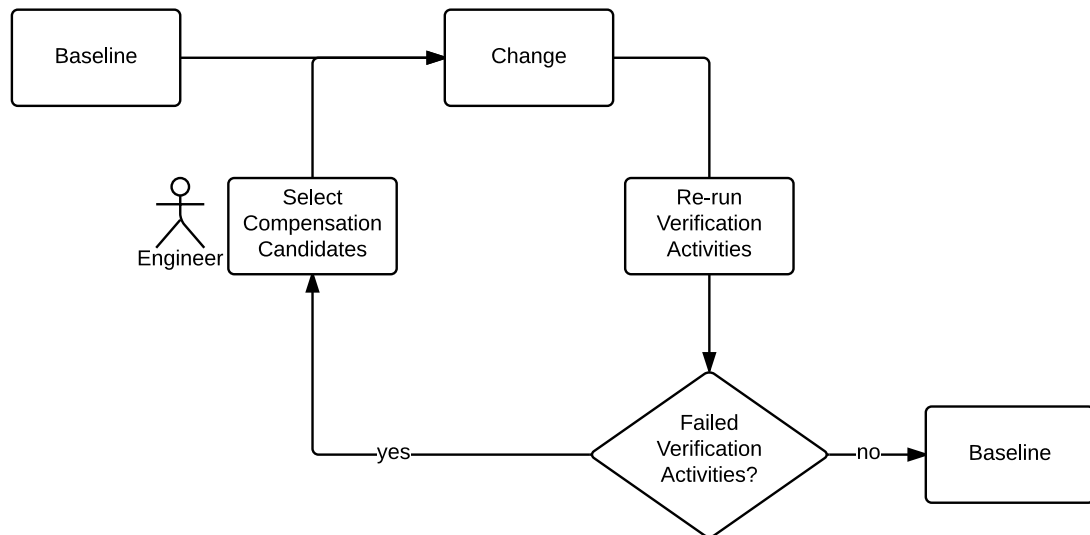 Baseline
Change
Select
Compensation
Candidates
Engineer
Re-run
Verification
Activities
Failed
Verification
Activities?
yes
no
Baseline